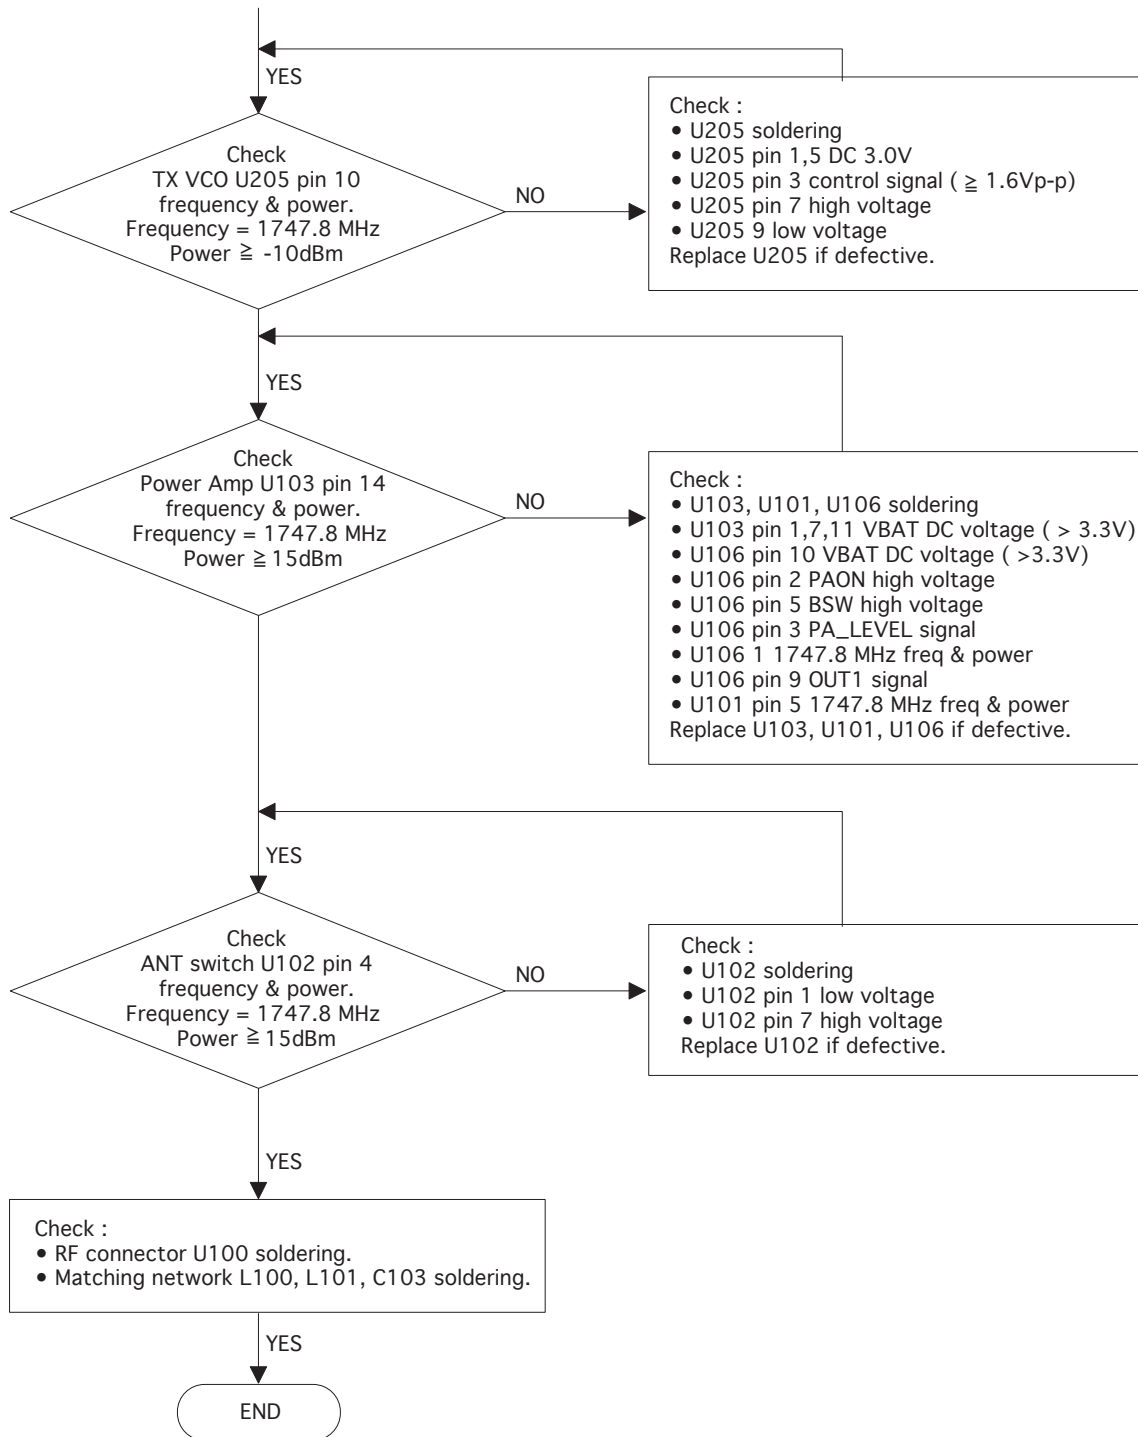 YES
Check
TX VCO U205 pin 10
frequency & power.
Frequency = 1747.8 MHz
Power ≧ -10dBm
NO
Check :
• U205 soldering
• U205 pin 1,5 DC 3.0V
• U205 pin 3 control signal ( ≧ 1.6Vp-p)
• U205 pin 7 high voltage
• U205 9 low voltage
Replace U205 if defective.
YES
Check
Power Amp U103 pin 14
frequency & power.
Frequency = 1747.8 MHz
Power ≧ 15dBm
NO
Check :
• U103, U101, U106 soldering
• U103 pin 1,7,11 VBAT DC voltage ( > 3.3V)
• U106 pin 10 VBAT DC voltage ( >3.3V)
• U106 pin 2 PAON high voltage
• U106 pin 5 BSW high voltage
• U106 pin 3 PA_LEVEL signal
• U106 1 1747.8 MHz freq & power
• U106 pin 9 OUT1 signal
• U101 pin 5 1747.8 MHz freq & power
Replace U103, U101, U106 if defective.
YES
Check
ANT switch U102 pin 4
frequency & power.
Frequency = 1747.8 MHz
Power ≧ 15dBm
NO
Check :
• U102 soldering
• U102 pin 1 low voltage
• U102 pin 7 high voltage
Replace U102 if defective.
YES
Check :
• RF connector U100 soldering.
• Matching network L100, L101, C103 soldering.
YES
END